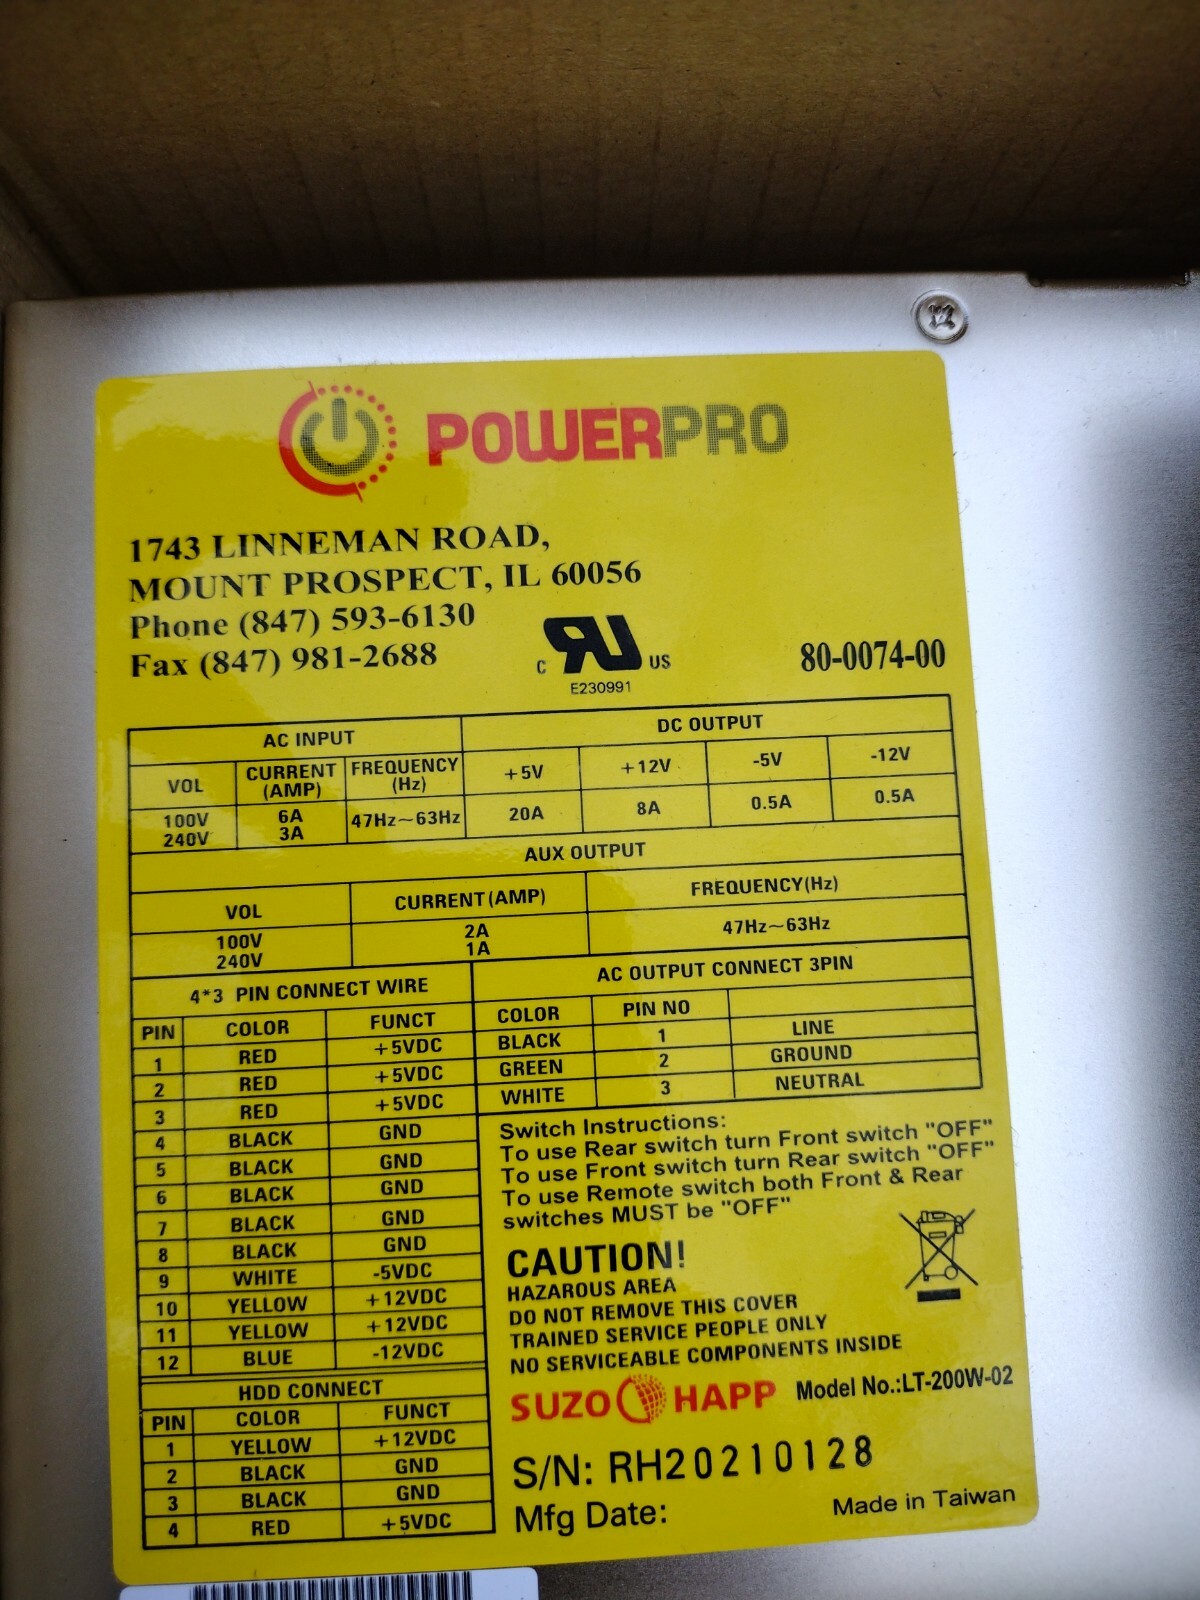 POWERPRO
1743 LINNEMAN ROAD,
MOUNT PROSPECT, IL 60056
Phone (847) 593-6130
Fax (847) 981-2688
C RU US
E230991
80-0074-00
AC INPUT DC OUTPUT
VOL CURRENT (AMP) FREQUENCY (Hz) +5V +12V -5V -12V
100V 240V 6A 3A 47Hz~63Hz 20A 8A 0.5A 0.5A
AUX OUTPUT
VOL CURRENT(AMP) FREQUENCY(Hz)
100V 240V 2A 1A 47Hz~63Hz
4*3 PIN CONNECT WIRE
PIN COLOR FUNCT
1 RED +5VDC
2 RED +5VDC
3 RED +5VDC
4 BLACK GND
5 BLACK GND
6 BLACK GND
7 BLACK GND
8 BLACK GND
9 WHITE -5VDC
10 YELLOW +12VDC
11 YELLOW +12VDC
12 BLUE -12VDC
HDD CONNECT
PIN COLOR FUNCT
1 YELLOW +12VDC
2 BLACK GND
3 BLACK GND
4 RED +5VDC
AC OUTPUT CONNECT 3PIN
COLOR PIN NO
BLACK 1 LINE
GREEN 2 GROUND
WHITE 3 NEUTRAL
Switch Instructions:
To use Rear switch turn Front switch "OFF"
To use Front switch turn Rear switch "OFF"
To use Remote switch both Front & Rear
switches MUST be "OFF"
CAUTION!
HAZAROUS AREA
DO NOT REMOVE THIS COVER
TRAINED SERVICE PEOPLE ONLY
NO SERVICEABLE COMPONENTS INSIDE
SUZO HAPP Model No.:LT-200W-02
S/N: RH20210128
Mfg Date:
Made in Taiwan